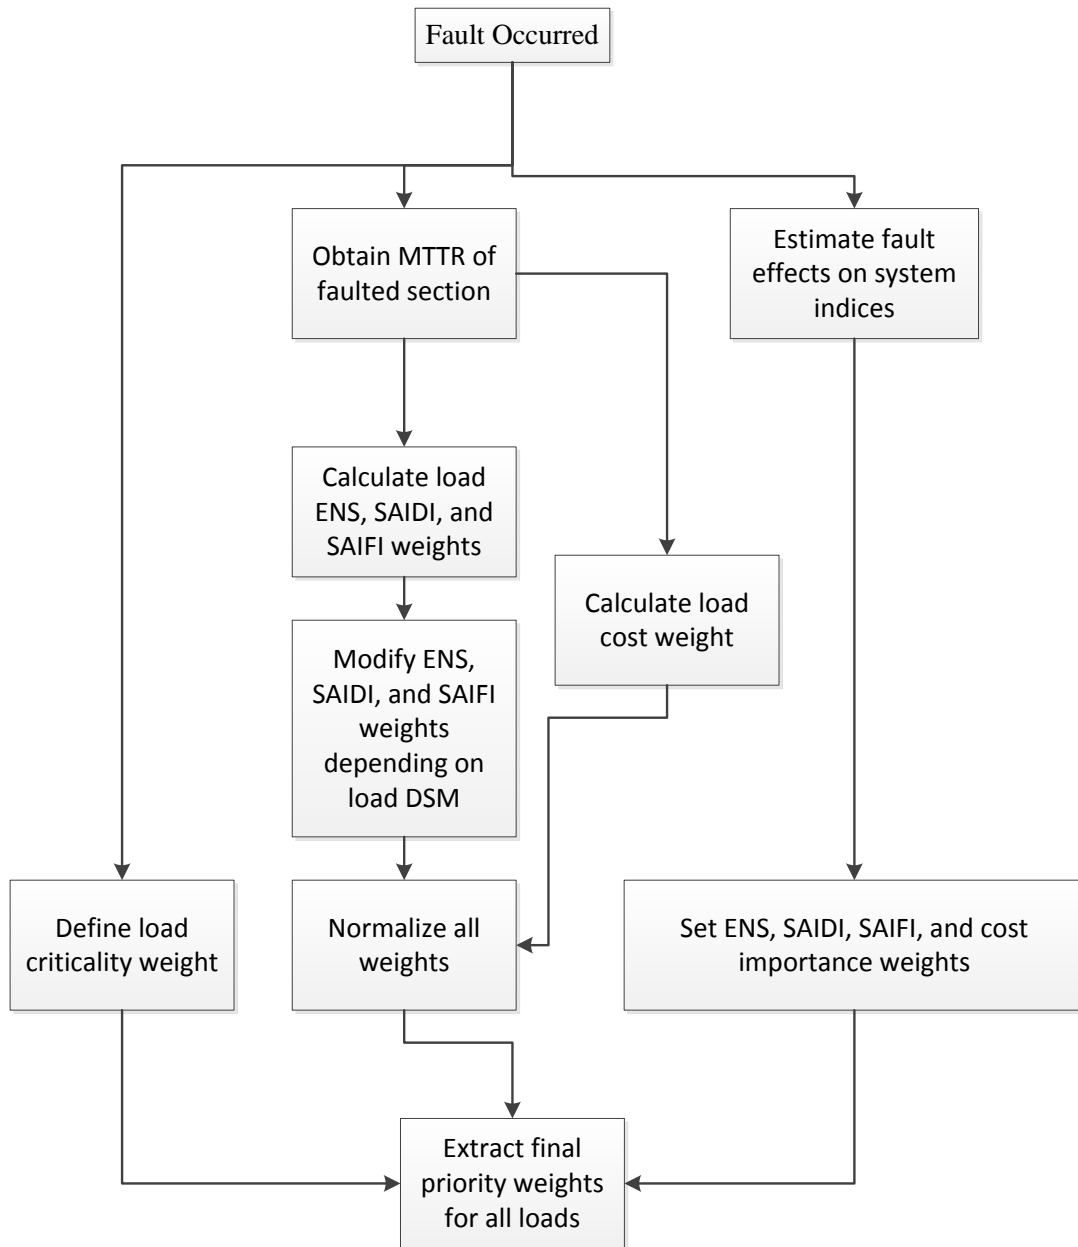 Fault Occurred
Obtain MTTR of
faulted section
Estimate fault
effects on system
indices
Calculate load
ENS, SAIDI, and
SAIFI weights
Calculate load
cost weight
Modify ENS,
SAIDI, and SAIFI
weights
depending on
load DSM
Define load
criticality weight
Normalize all
weights
Set ENS, SAIDI, SAIFI, and cost
importance weights
Extract final
priority weights
for all loads